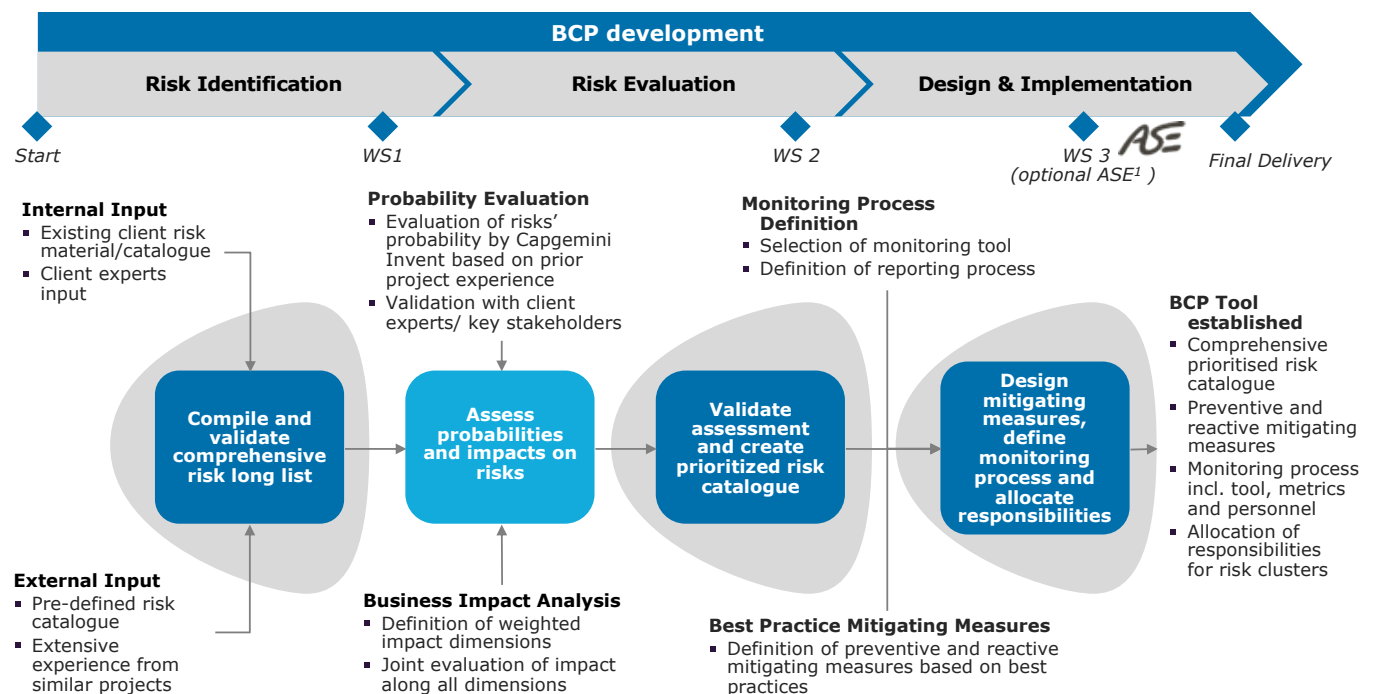 BCP development
Risk Identification
Risk Evaluation
Design & Implementation
Start
WS1
WS 2
WS 3
(optional ASE¹ )
ASE
Final Delivery
Internal Input
▪ Existing client risk
material/catalogue
▪ Client experts
input
Probability Evaluation
▪ Evaluation of risks’
probability by Capgemini
Invent based on prior
project experience
▪ Validation with client
experts/ key stakeholders
Monitoring Process
Definition
▪ Selection of monitoring tool
▪ Definition of reporting process
Compile and
validate
comprehensive
risk long list
Assess
probabilities
and impacts on
risks
Validate
assessment
and create
prioritized risk
catalogue
Design
mitigating
measures,
define
monitoring
process and
allocate
responsibilities
BCP Tool
established
▪ Comprehensive
prioritised risk
catalogue
▪ Preventive and
reactive mitigating
measures
▪ Monitoring process
incl. tool, metrics
and personnel
▪ Allocation of
responsibilities
for risk clusters
External Input
▪ Pre-defined risk
catalogue
▪ Extensive
experience from
similar projects
Business Impact Analysis
▪ Definition of weighted
impact dimensions
▪ Joint evaluation of impact
along all dimensions
Best Practice Mitigating Measures
▪ Definition of preventive and reactive
mitigating measures based on best
practices